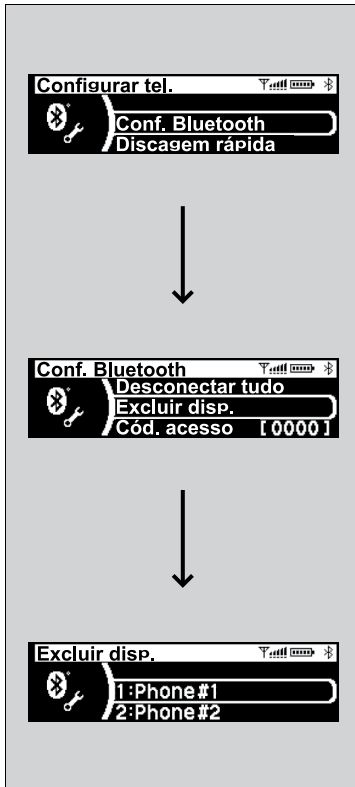 Configurar tel.
Conf. Bluetooth
Discagem rápida
Conf. Bluetooth
Desconectar tudo
Excluir disp.
Cód. acesso [0000]
Excluir disp.
1:Phone#1
2:Phone#2